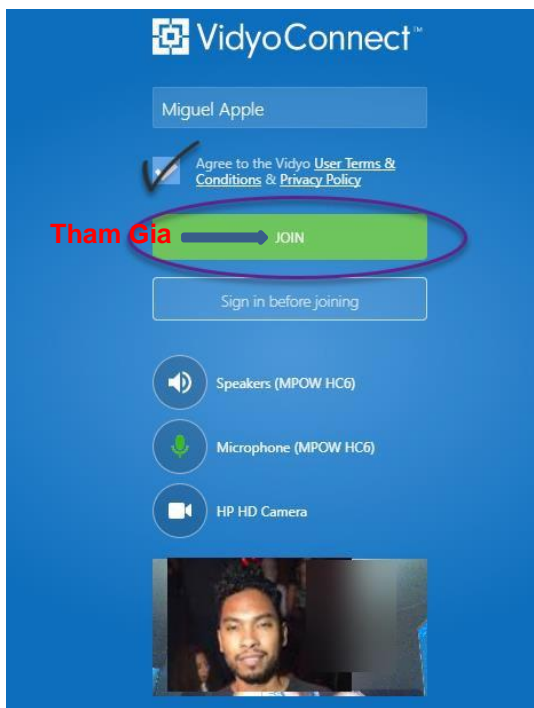 VidyoConnect™
Miguel Apple
Agree to the Vidyo User Terms &
Conditions & Privacy Policy
Tham Gia JOIN
Sign in before joining
Speakers (MPOW HC6)
Microphone (MPOW HC6)
HP HD Camera